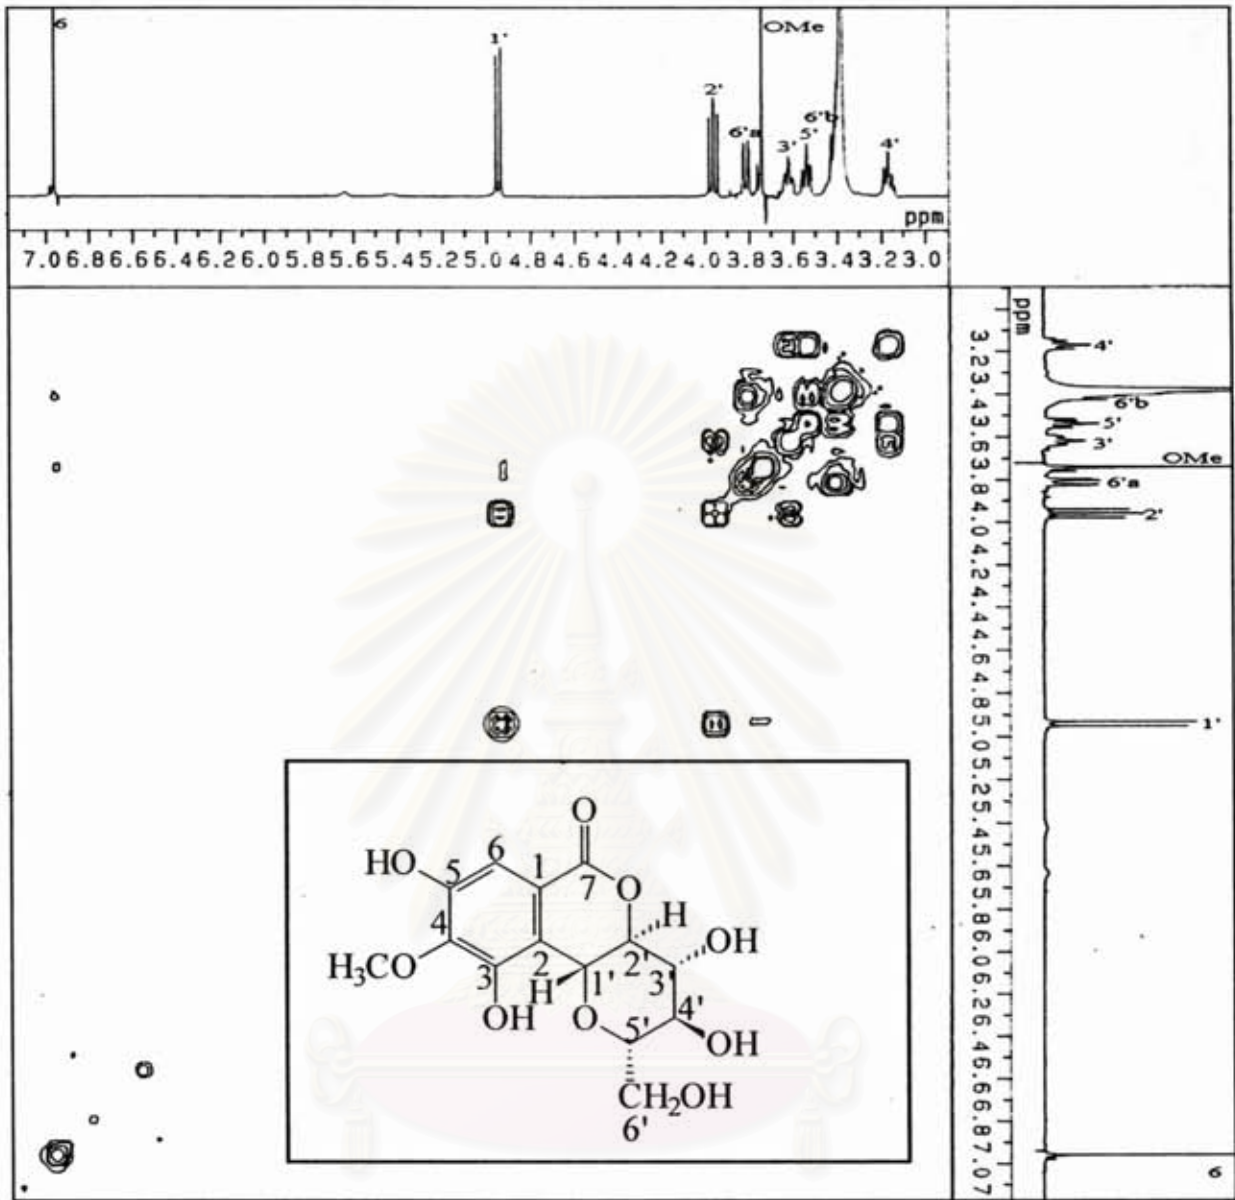 6 1' 2' 6'a OMe 3' 5' 6'b 4'
ppm
7.0 6.8 6.6 6.4 6.2 6.0 5.8 5.6 5.4 5.2 5.0 4.8 4.6 4.4 4.2 4.0 3.8 3.6 3.4 3.2 3.0
ppm
3.2 3.4 3.6 3.8 4.0 4.2 4.4 4.6 4.8 5.0 5.2 5.4 5.6 5.8 6.0 6.2 6.4 6.6 6.8 7.0
4'
6'b
5'
3'
OMe
6'a
2'
1'
6
O
HO 5 6 1 7 O
4 H OH
H₃CO 3 2 H 1' 2' 3'
OH O 5' 4' OH
CH₂OH
6'